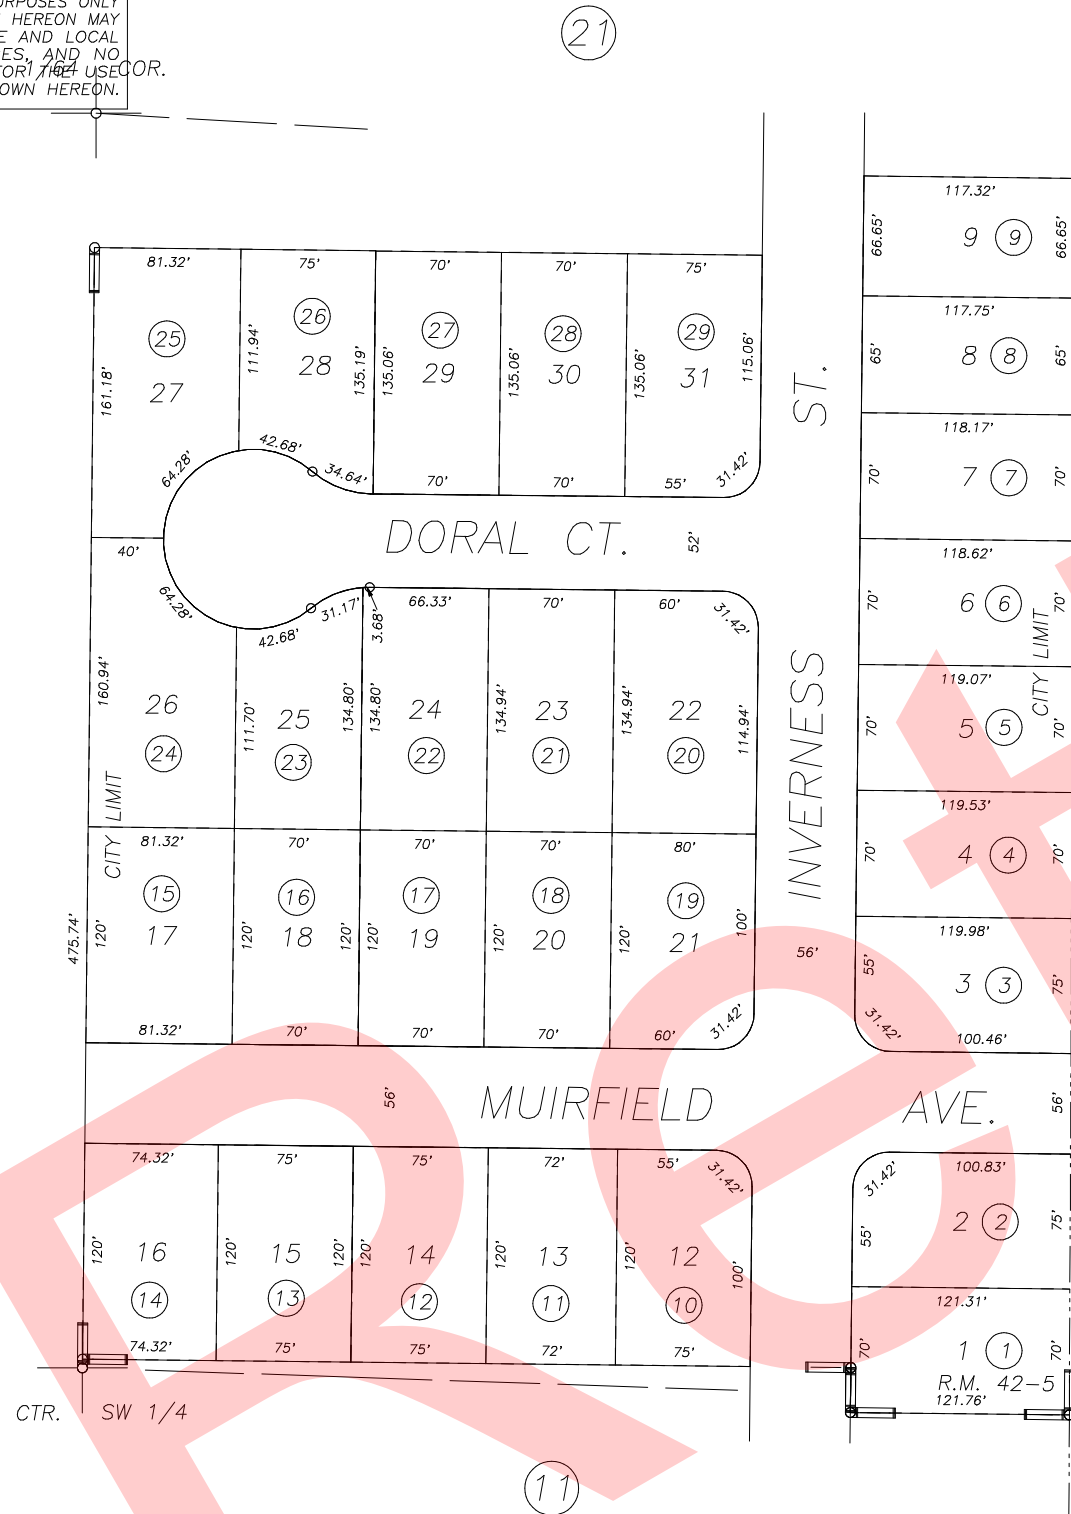 URPOSES ONLY
HEREON MAY
E AND LOCAL
ES, AND NO
FOR THE USE
OWN HEREON.
1/64 COR.
21
81.32' 75' 70' 70' 75'
25 26 27 28 29
27 28 29 30 31
161.18' 111.94' 135.19' 135.06' 135.06' 135.06' 115.06'
64.28' 42.68' 34.64' 70' 70' 55' 31.42'
DORAL CT.
52'
40'
64.28' 42.68' 31.17' 3.68' 66.33' 70' 60' 31.42'
26 25 24 23 22
24 23 22 21 20
160.94' 111.70' 134.80' 134.80' 134.94' 134.94' 114.94'
CITY LIMIT
INVERNESS ST.
81.32' 70' 70' 70' 80'
15 16 17 18 19
17 18 19 20 21
475.74' 120' 120' 120' 120' 120' 120' 100'
81.32' 70' 70' 70' 60' 31.42'
56'
56'
MUIRFIELD AVE.
56'
74.32' 75' 75' 72' 55' 31.42'
16 15 14 13 12
14 13 12 11 10
120' 120' 120' 120' 120' 120' 100'
74.32' 75' 75' 72' 75'
CTR. SW 1/4
11
117.32'
66.65' 9 9 66.65'
117.75'
65' 8 8 65'
118.17'
70' 7 7 70'
118.62'
70' 6 6 70'
CITY LIMIT
119.07'
70' 5 5 70'
119.53'
70' 4 4 70'
119.98'
55' 3 3 75'
31.42' 100.46'
31.42' 100.83'
55' 2 2 75'
121.31'
70' 1 1 70'
R.M. 42-5
121.76'
Ret